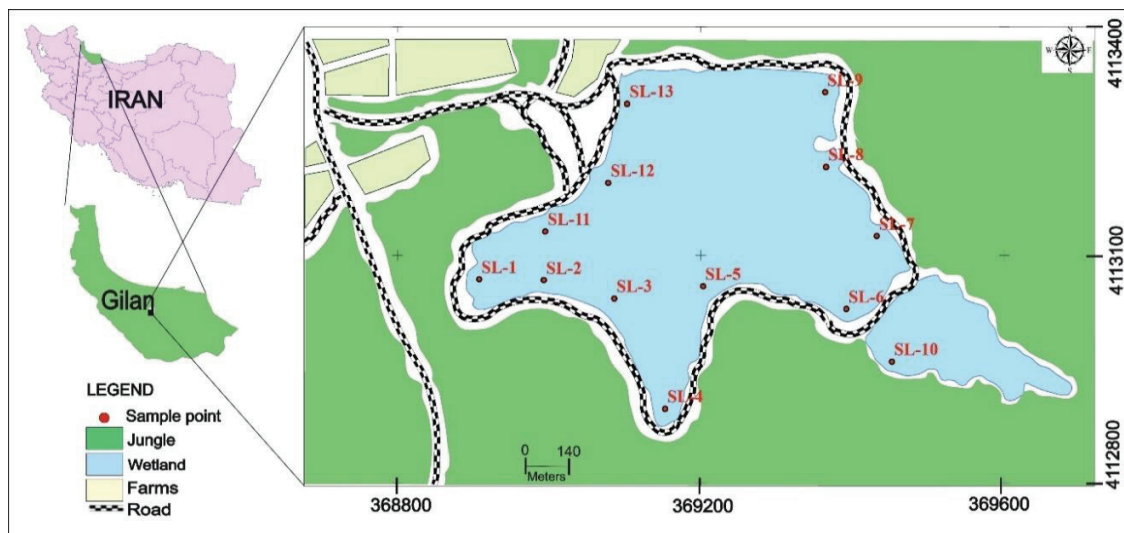 IRAN
Gilan
LEGEND
Sample point
Jungle
Wetland
Farms
Road
N
W
E
S
4113400
SL-13
SL-9
SL-8
SL-12
SL-11
SL-7
4113100
SL-1
SL-2
SL-3
SL-5
SL-6
SL-10
SL-4
0 140
Meters
4112800
368800 369200 369600